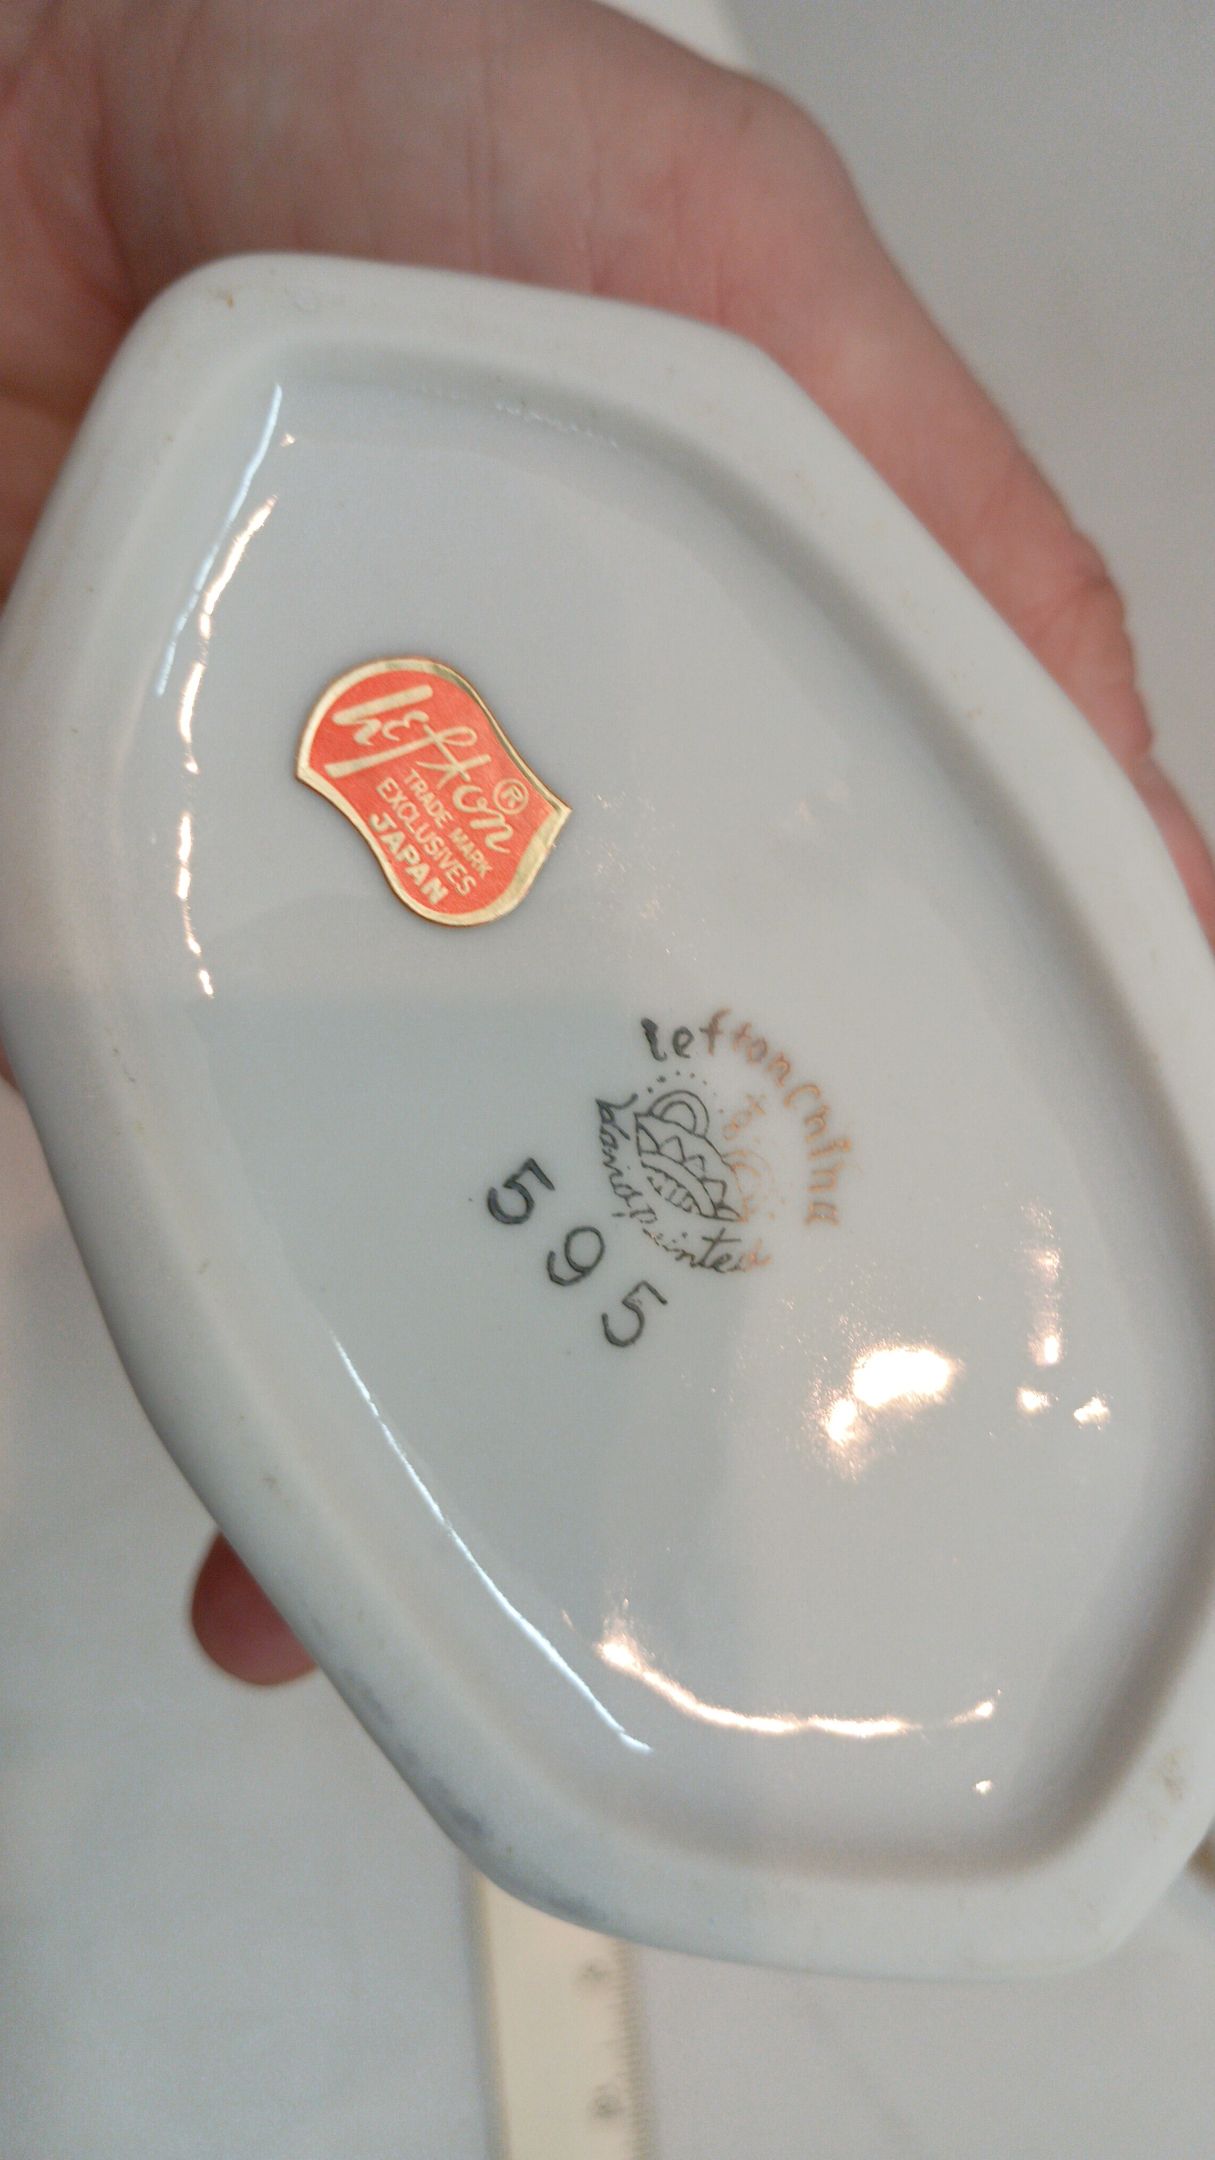 Lefton®
TRADE MARK
EXCLUSIVES
JAPAN
lefton china
hand painted
595